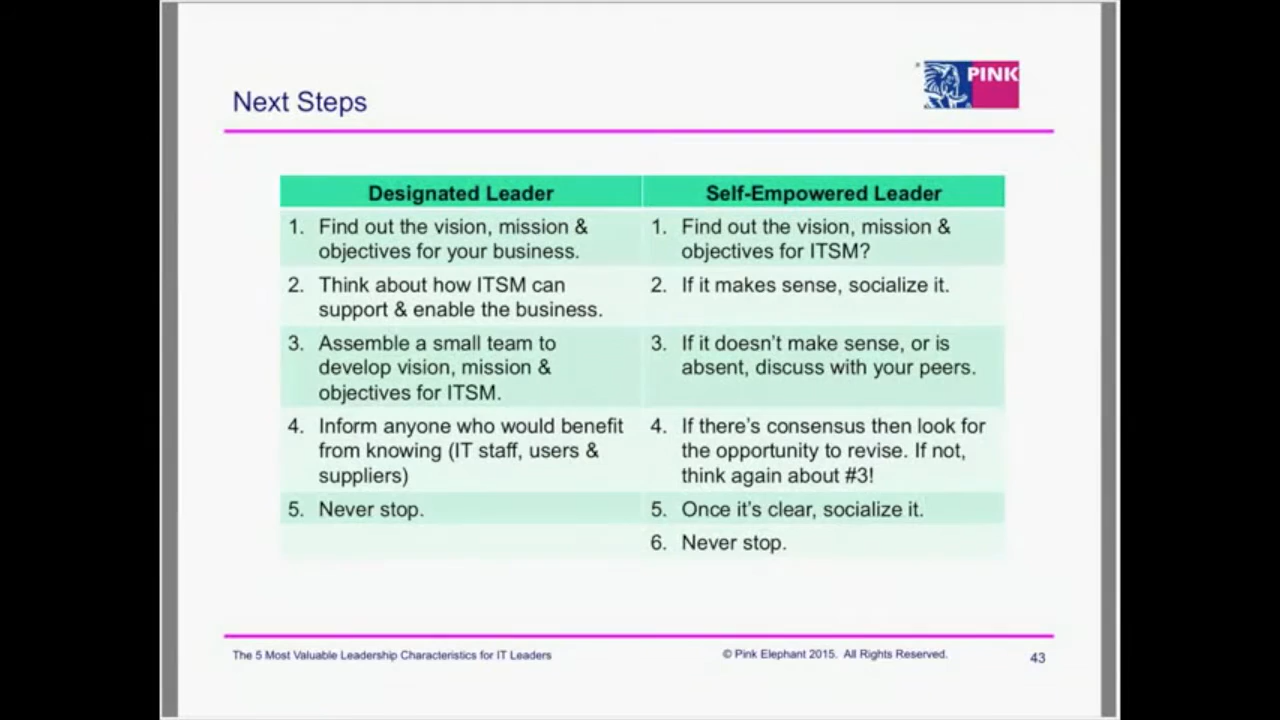 PINK
Next Steps
Designated Leader
Self-Empowered Leader
1. Find out the vision, mission &
objectives for your business.
1. Find out the vision, mission &
objectives for ITSM?
2. Think about how ITSM can
support & enable the business.
2. If it makes sense, socialize it.
3. Assemble a small team to
develop vision, mission &
objectives for ITSM.
3. If it doesn't make sense, or is
absent, discuss with your peers.
4. Inform anyone who would benefit
from knowing (IT staff, users &
suppliers)
4. If there's consensus then look for
the opportunity to revise. If not,
think again about #3!
5. Never stop.
5. Once it's clear, socialize it.
6. Never stop.
The 5 Most Valuable Leadership Characteristics for IT Leaders
© Pink Elephant 2015. All Rights Reserved.
43